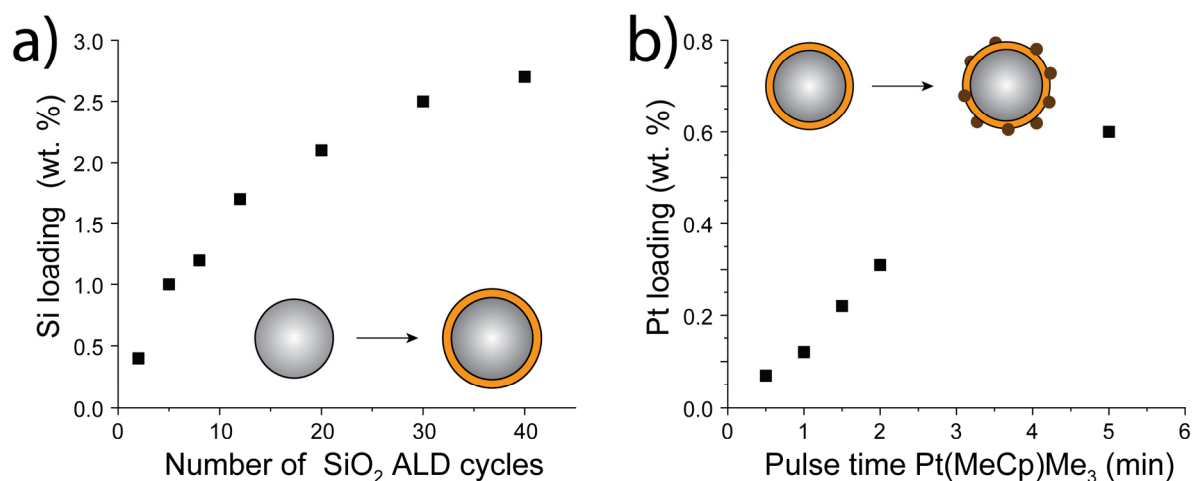 a)
3.0
2.5
2.0
1.5
1.0
0.5
0.0
Si loading (wt. %)
0 10 20 30 40
Number of SiO₂ ALD cycles
b)
0.8
0.6
0.4
0.2
0.0
Pt loading (wt. %)
0 1 2 3 4 5 6
Pulse time Pt(MeCp)Me₃ (min)